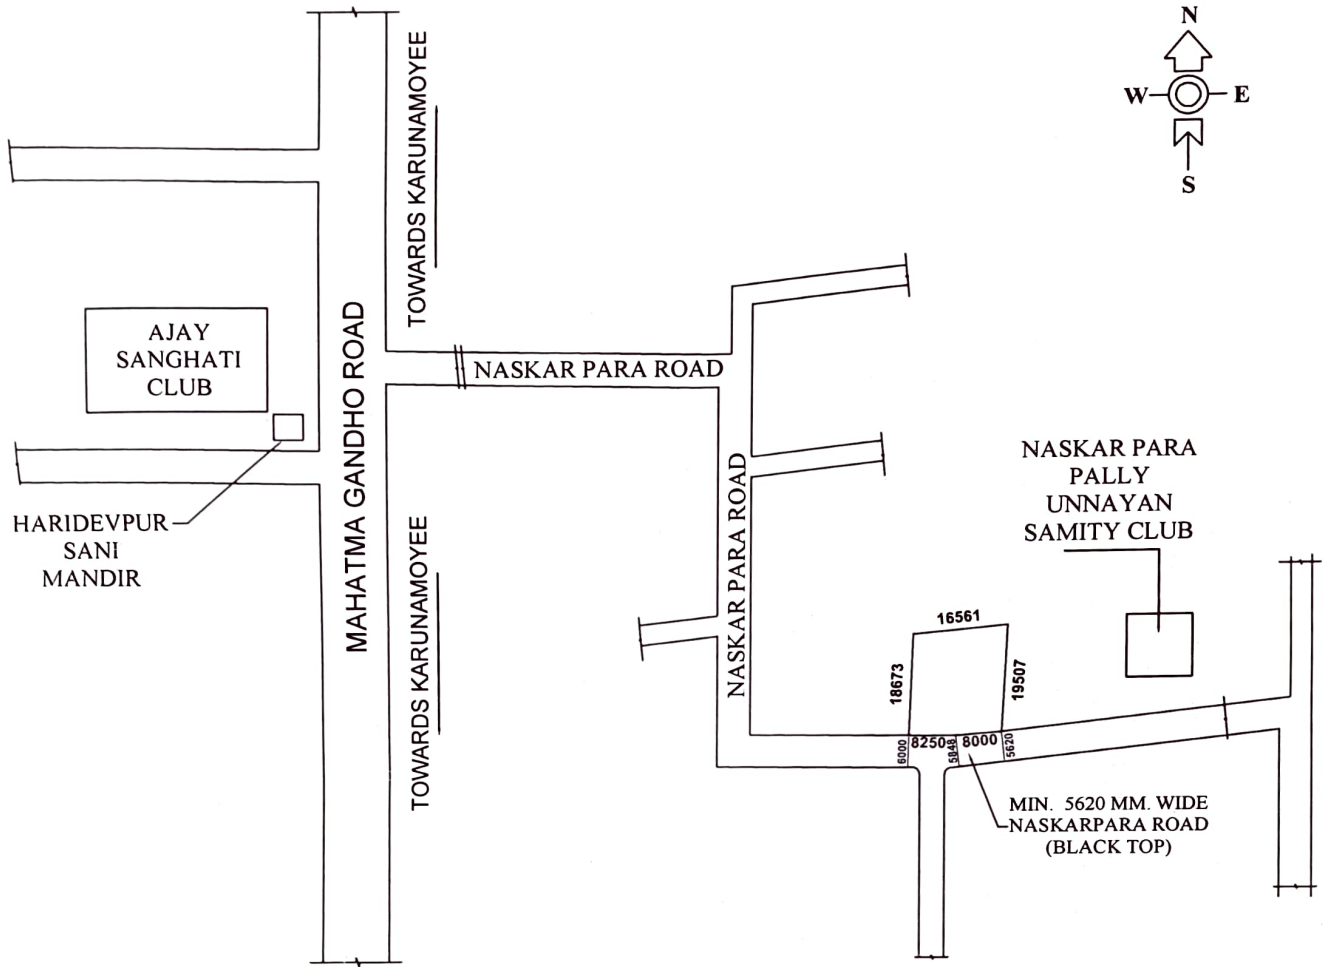 N
W
E
S
TOWARDS KARUNAMOYEE
AJAY
SANGHATI
CLUB
MAHATMA GANDHO ROAD
NASKAR PARA ROAD
HARIDEVPUR
SANI
MANDIR
TOWARDS KARUNAMOYEE
NASKAR PARA ROAD
NASKAR PARA
PALLY
UNNAYAN
SAMITY CLUB
16561
18673
19507
6000
8250
5848
8000
5620
MIN. 5620 MM. WIDE
NASKARPARA ROAD
(BLACK TOP)